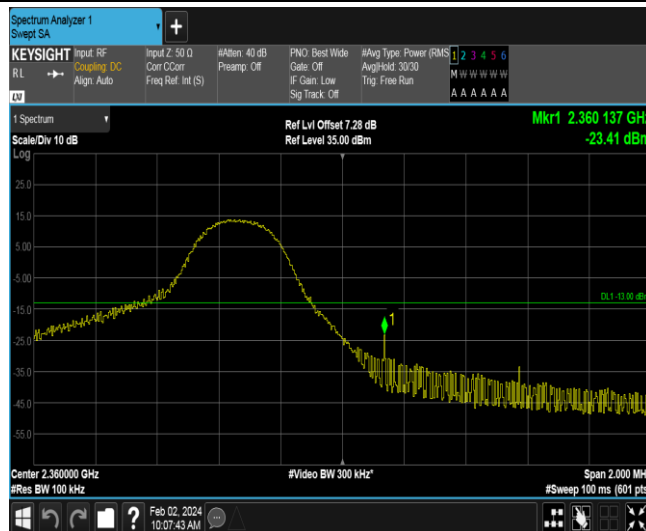 Spectrum Analyzer 1
Swept SA
+
KEYSIGHT
RL
Input: RF
Coupling: DC
Align: Auto
Input Z: 50 Ω
Corr CCorr
Freq Ref: Int (S)
#Atten: 40 dB
Preamp: Off
PNO: Best Wide
Gate: Off
IF Gain: Low
Sig Track: Off
#Avg Type: Power (RMS
Avg|Hold: 30/30
Trig: Free Run
1 2 3 4 5 6
M W W W W W
A A A A A A
1 Spectrum
Scale/Div 10 dB
Ref Lvl Offset 7.28 dB
Ref Level 35.00 dBm
Mkr1 2.360 137 GHz
-23.41 dBm
Log
25.0
15.0
5.00
-5.00
DL1 -13.00 dBm
-15.0
1
-25.0
-35.0
-45.0
-55.0
Center 2.360000 GHz
#Video BW 300 kHz*
Span 2.000 MH
#Res BW 100 kHz
#Sweep 100 ms (601 pts
?
Feb 02, 2024
10:07:43 AM